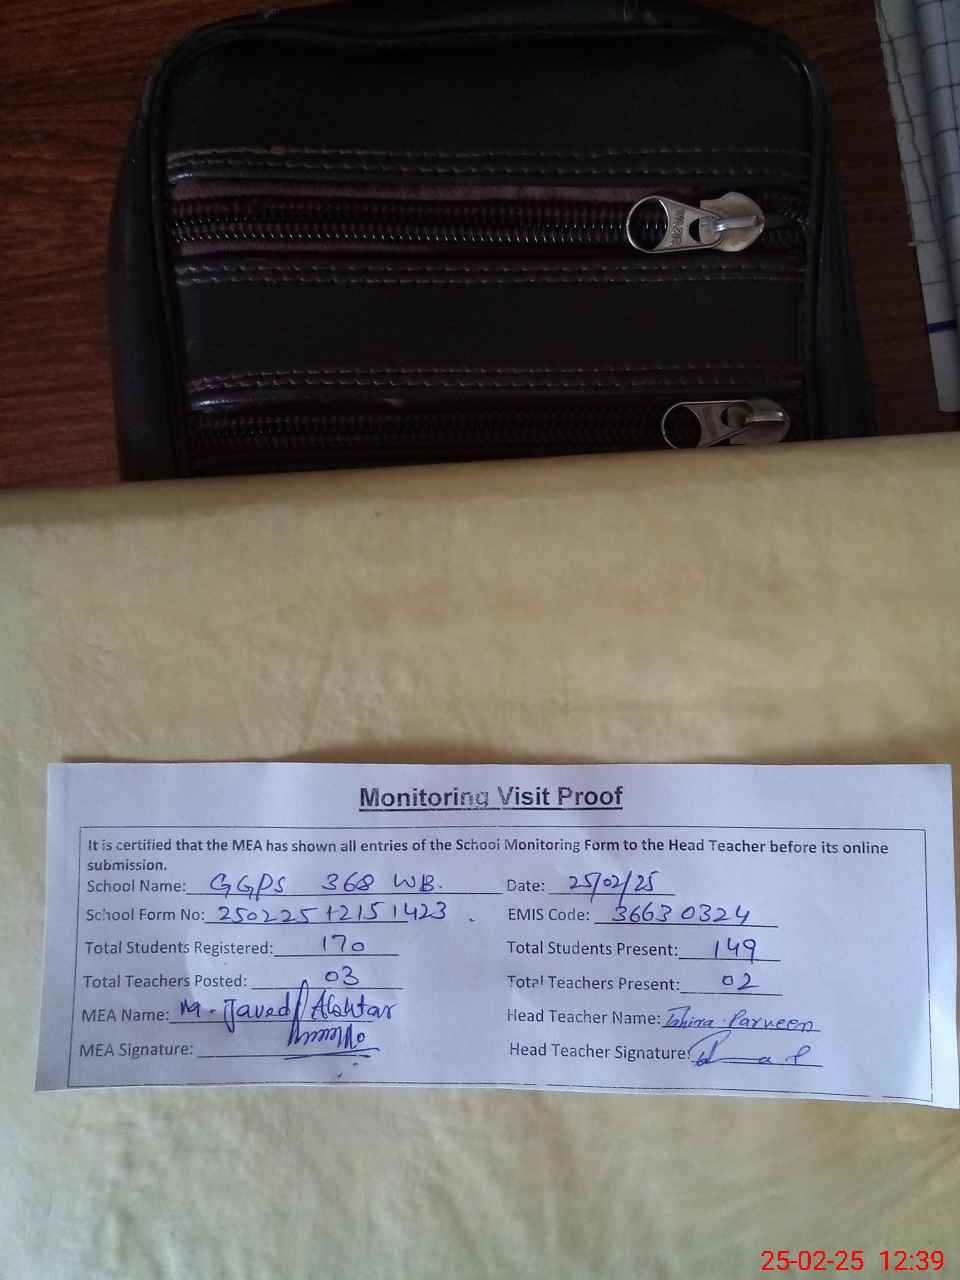 Monitoring Visit Proof
It is certified that the MEA has shown all entries of the School Monitoring Form to the Head Teacher before its online
submission.
School Name: GGPS 368 WB. Date: 25/02/25
School Form No: 25022512151423 EMIS Code: 36630324
Total Students Registered: 170 Total Students Present: 149
Total Teachers Posted: 03 Total Teachers Present: 02
MEA Name: M. Javed Akhtar Head Teacher Name: Tahira Parveen
MEA Signature: Head Teacher Signature:
25-02-25 12:39